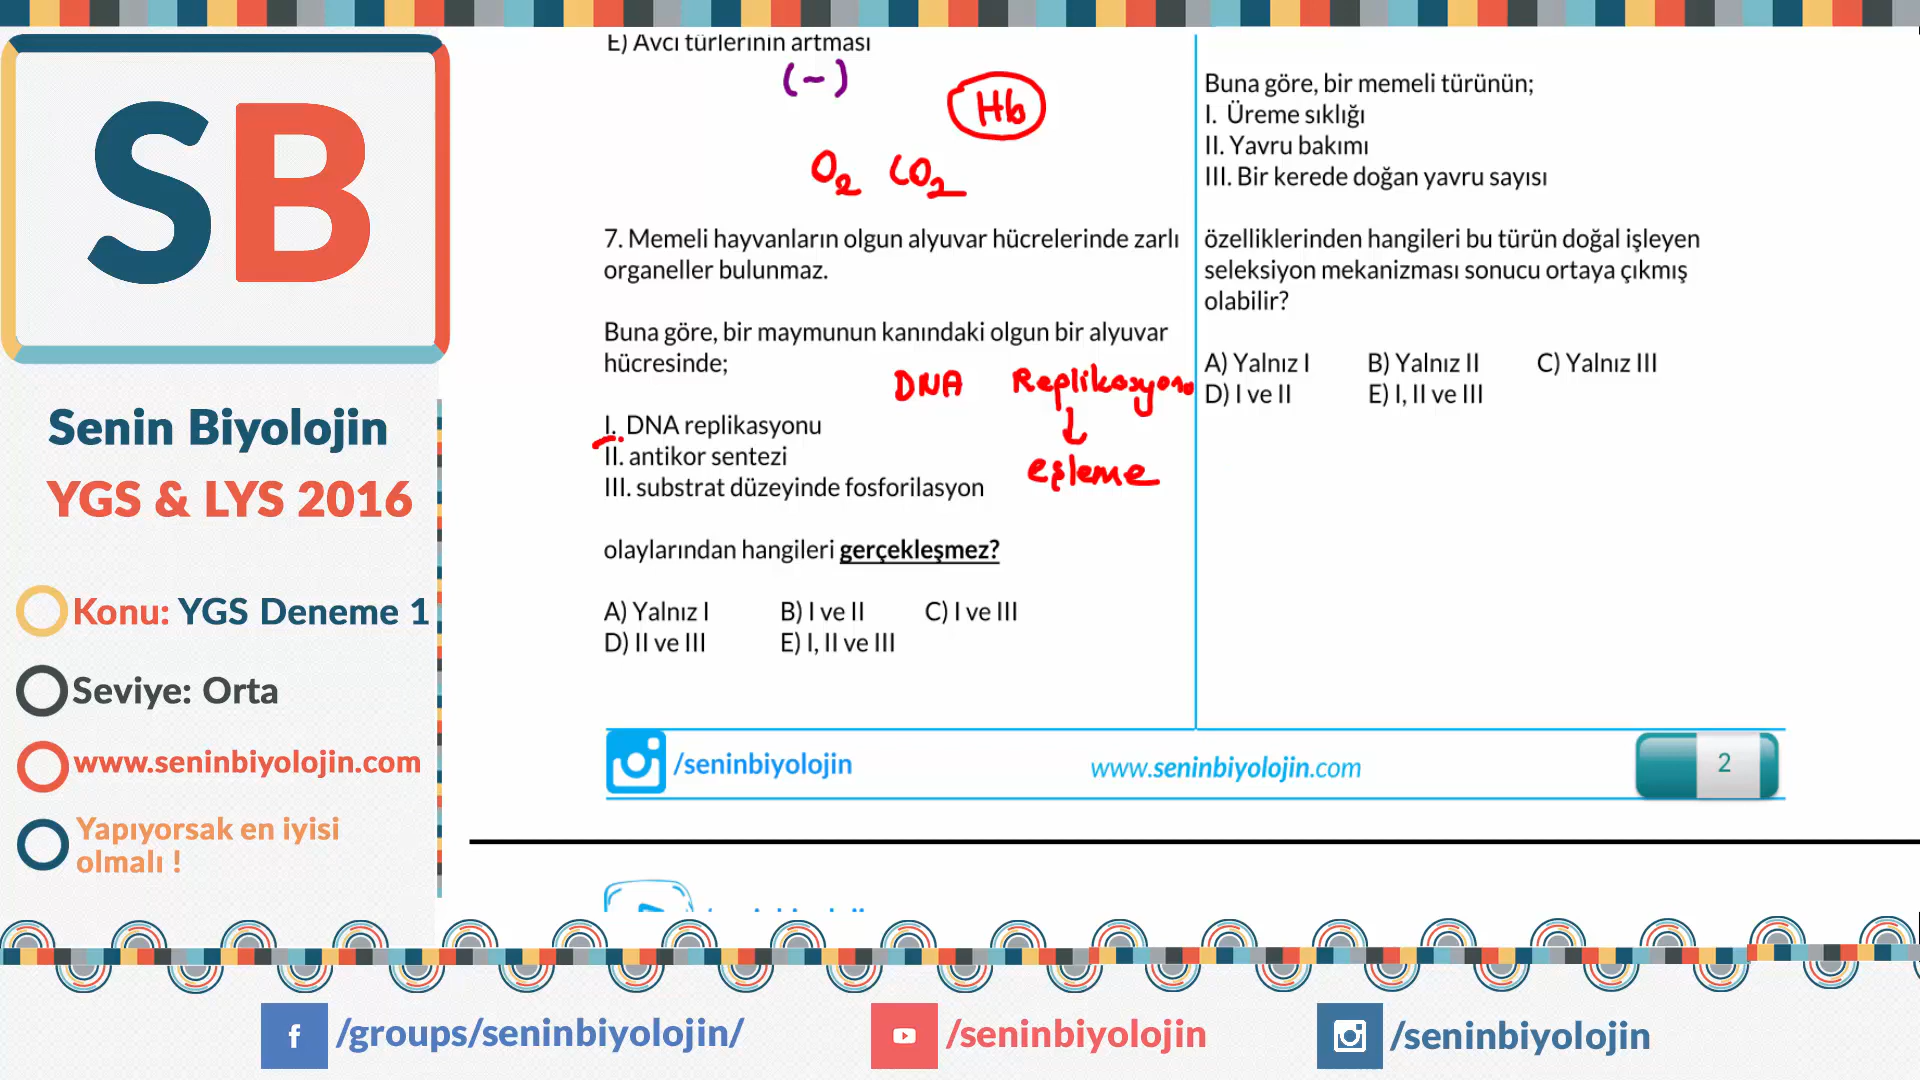 SB
Senin Biyolojin
YGS & LYS 2016
Konu: YGS Deneme 1
Seviye: Orta
www.seninbiyolojin.com
Yapıyorsak en iyisi
olmalı !
E) Avcı türlerinin artması
(-)
Hb
O2 CO2
7. Memeli hayvanların olgun alyuvar hücrelerinde zarlı
organeller bulunmaz.
Buna göre, bir maymunun kanındaki olgun bir alyuvar
hücresinde;
DNA Replikasyonu
eşleme
I. DNA replikasyonu
II. antikor sentezi
III. substrat düzeyinde fosforilasyon
olaylarından hangileri gerçekleşmez?
A) Yalnız I B) I ve II C) I ve III
D) II ve III E) I, II ve III
Buna göre, bir memeli türünün;
I. Üreme sıklığı
II. Yavru bakımı
III. Bir kerede doğan yavru sayısı
özelliklerinden hangileri bu türün doğal işleyen
seleksiyon mekanizması sonucu ortaya çıkmış
olabilir?
A) Yalnız I B) Yalnız II C) Yalnız III
D) I ve II E) I, II ve III
/seninbiyolojin
www.seninbiyolojin.com
2
/groups/seninbiyolojin/
/seninbiyolojin
/seninbiyolojin